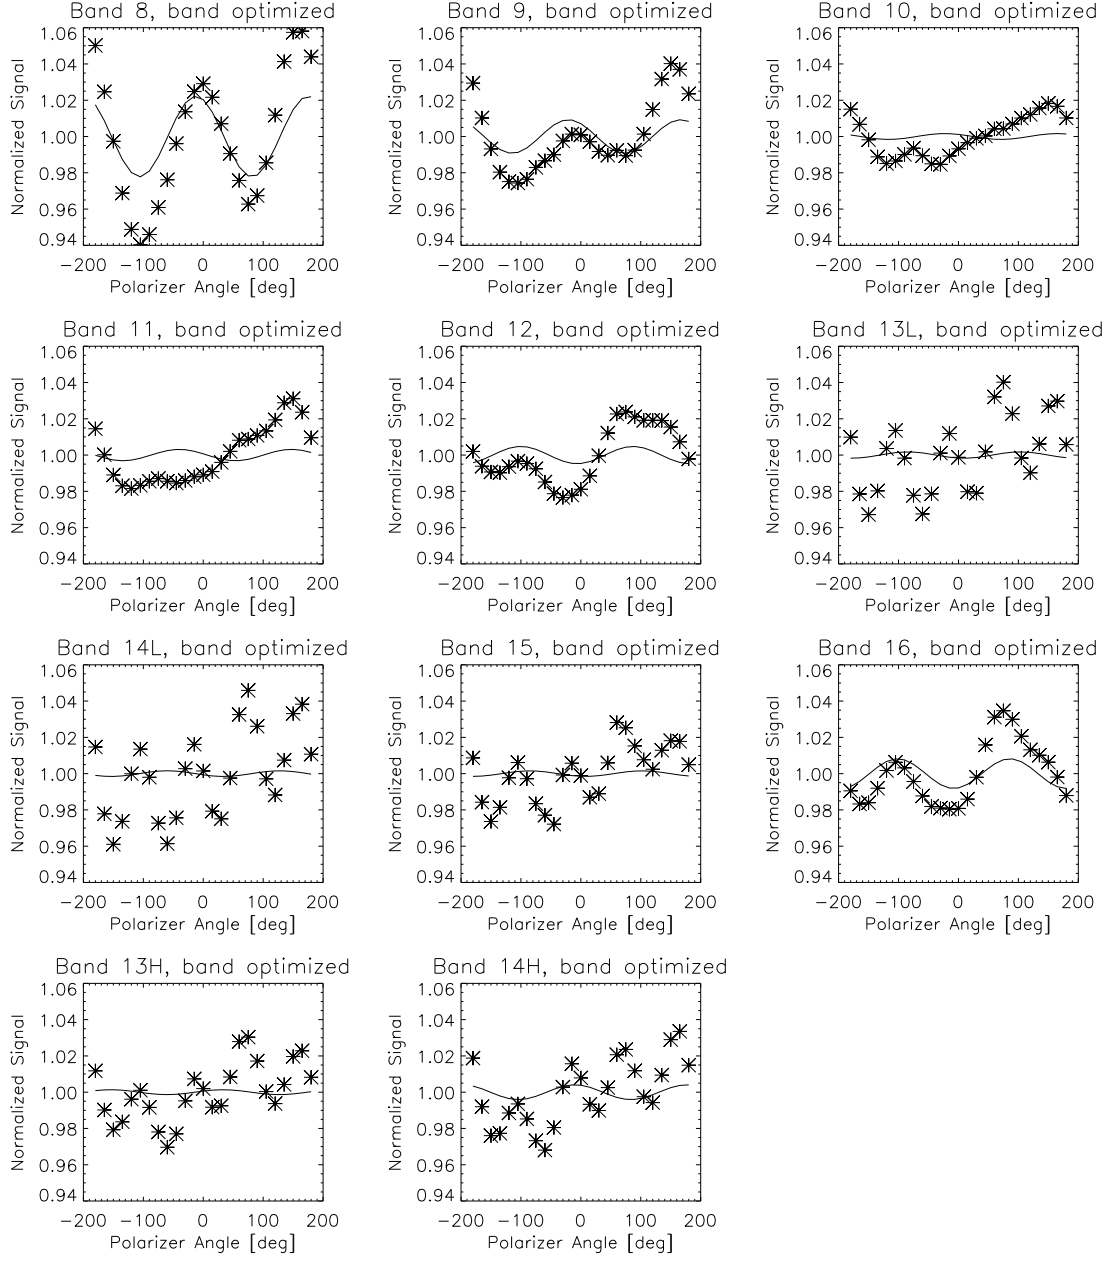 Band 8, band optimized
Normalized Signal
1.06
1.04
1.02
1.00
0.98
0.96
0.94
−200 −100 0 100 200
Polarizer Angle [deg]
Band 9, band optimized
Normalized Signal
1.06
1.04
1.02
1.00
0.98
0.96
0.94
−200 −100 0 100 200
Polarizer Angle [deg]
Band 10, band optimized
Normalized Signal
1.06
1.04
1.02
1.00
0.98
0.96
0.94
−200 −100 0 100 200
Polarizer Angle [deg]
Band 11, band optimized
Normalized Signal
1.06
1.04
1.02
1.00
0.98
0.96
0.94
−200 −100 0 100 200
Polarizer Angle [deg]
Band 12, band optimized
Normalized Signal
1.06
1.04
1.02
1.00
0.98
0.96
0.94
−200 −100 0 100 200
Polarizer Angle [deg]
Band 13L, band optimized
Normalized Signal
1.06
1.04
1.02
1.00
0.98
0.96
0.94
−200 −100 0 100 200
Polarizer Angle [deg]
Band 14L, band optimized
Normalized Signal
1.06
1.04
1.02
1.00
0.98
0.96
0.94
−200 −100 0 100 200
Polarizer Angle [deg]
Band 15, band optimized
Normalized Signal
1.06
1.04
1.02
1.00
0.98
0.96
0.94
−200 −100 0 100 200
Polarizer Angle [deg]
Band 16, band optimized
Normalized Signal
1.06
1.04
1.02
1.00
0.98
0.96
0.94
−200 −100 0 100 200
Polarizer Angle [deg]
Band 13H, band optimized
Normalized Signal
1.06
1.04
1.02
1.00
0.98
0.96
0.94
−200 −100 0 100 200
Polarizer Angle [deg]
Band 14H, band optimized
Normalized Signal
1.06
1.04
1.02
1.00
0.98
0.96
0.94
−200 −100 0 100 200
Polarizer Angle [deg]